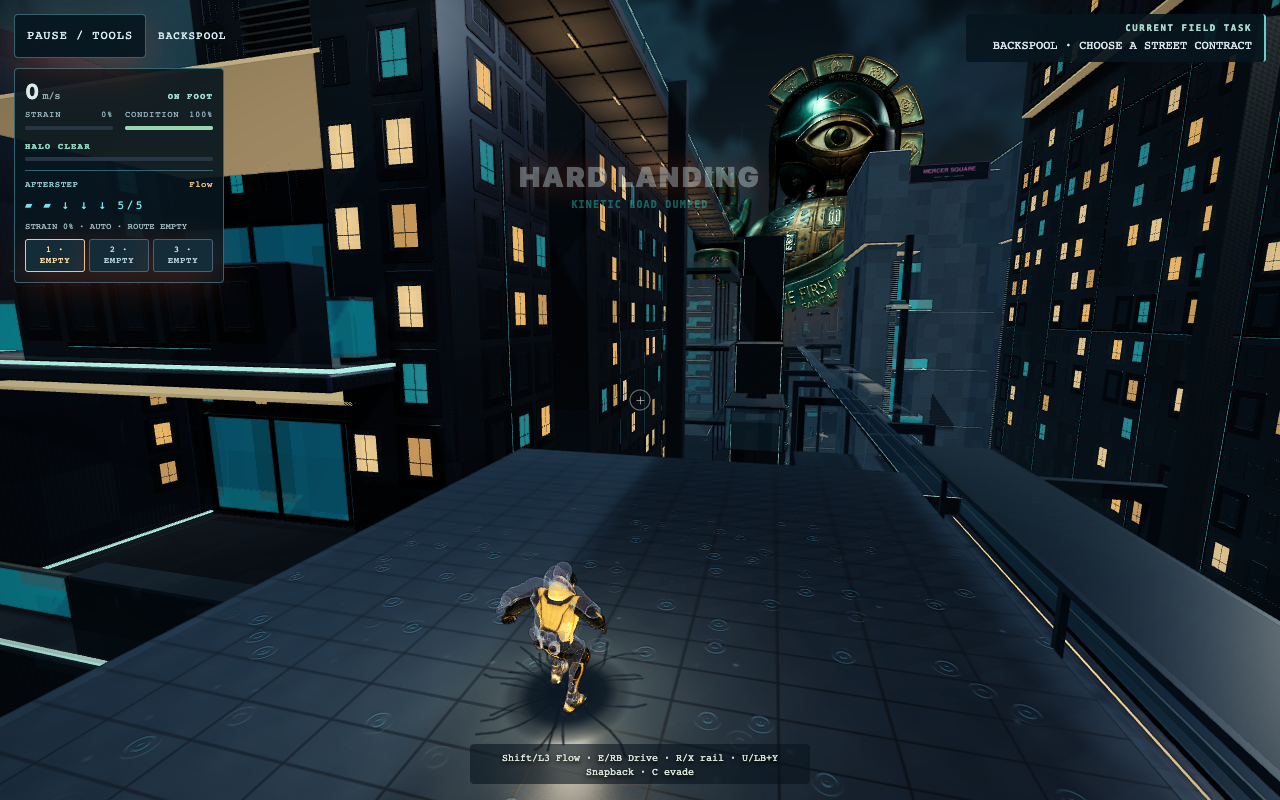 PAUSE / TOOLS
BACKSPOOL
CURRENT FIELD TASK
BACKSPOOL · CHOOSE A STREET CONTRACT
0 m/s
ON FOOT
STRAIN 0%
CONDITION 100%
HALO CLEAR
AFTERSTEP Flow
5/5
STRAIN 0% · AUTO · ROUTE EMPTY
1 · EMPTY
2 · EMPTY
3 · EMPTY
HARD LANDING
KINETIC LOAD DUMPED
MERCER SQUARE
THE FIRST
Shift/L3 Flow · E/RB Drive · R/X rail · U/LB+Y
Snapback · C evade